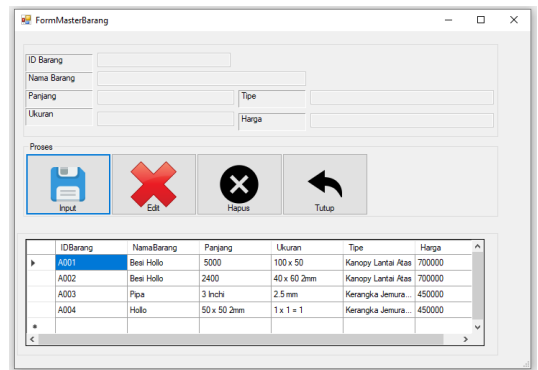 FormMasterBarang
ID Barang
Nama Barang
Panjang Tipe
Ukuran Harga
Proses
Input Edit Hapus Tutup
IDBarang NamaBarang Panjang Ukuran Tipe Harga
A001 Besi Hollo 5000 100 x 50 Kanopy Lantai Atas 700000
A002 Besi Hollo 2400 40 x 60 2mm Kanopy Lantai Atas 700000
A003 Pipa 3 Inchi 2.5 mm Kerangka Jemura... 450000
A004 Hollo 50 x 50 2mm 1 x 1 = 1 Kerangka Jemura... 450000